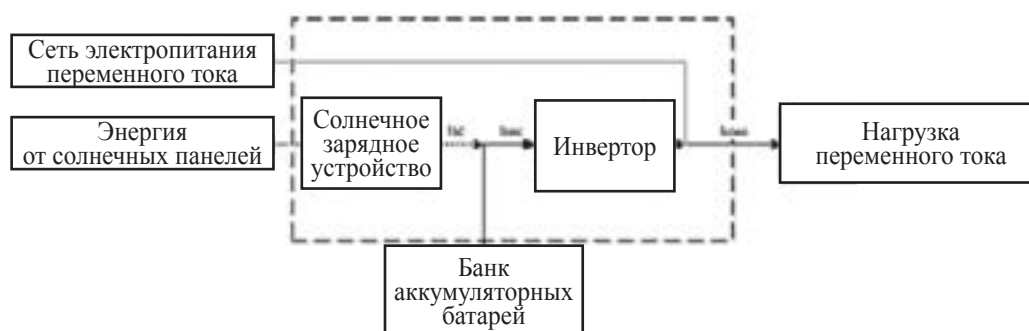 Сеть электропитания
переменного тока
Энергия
от солнечных панелей
Солнечное
зарядное
устройство
Инвертор
Нагрузка
переменного тока
Банк
аккумуляторных
батарей